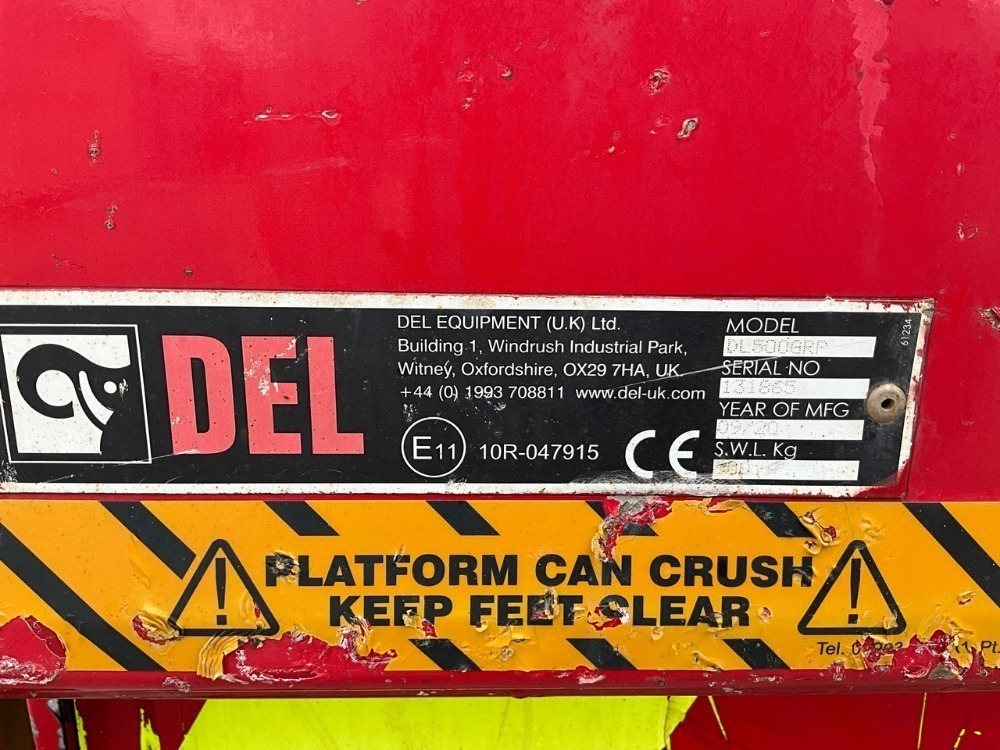 DEL
DEL EQUIPMENT (U.K) Ltd.
Building 1, Windrush Industrial Park,
Witney, Oxfordshire, OX29 7HA, UK.
+44 (0) 1993 708811 www.del-uk.com
E11 10R-047915
CE
MODEL
SERIAL NO
131865
YEAR OF MFG
09/20
S.W.L. Kg
61234
PLATFORM CAN CRUSH
KEEP FEET CLEAR
Tel.